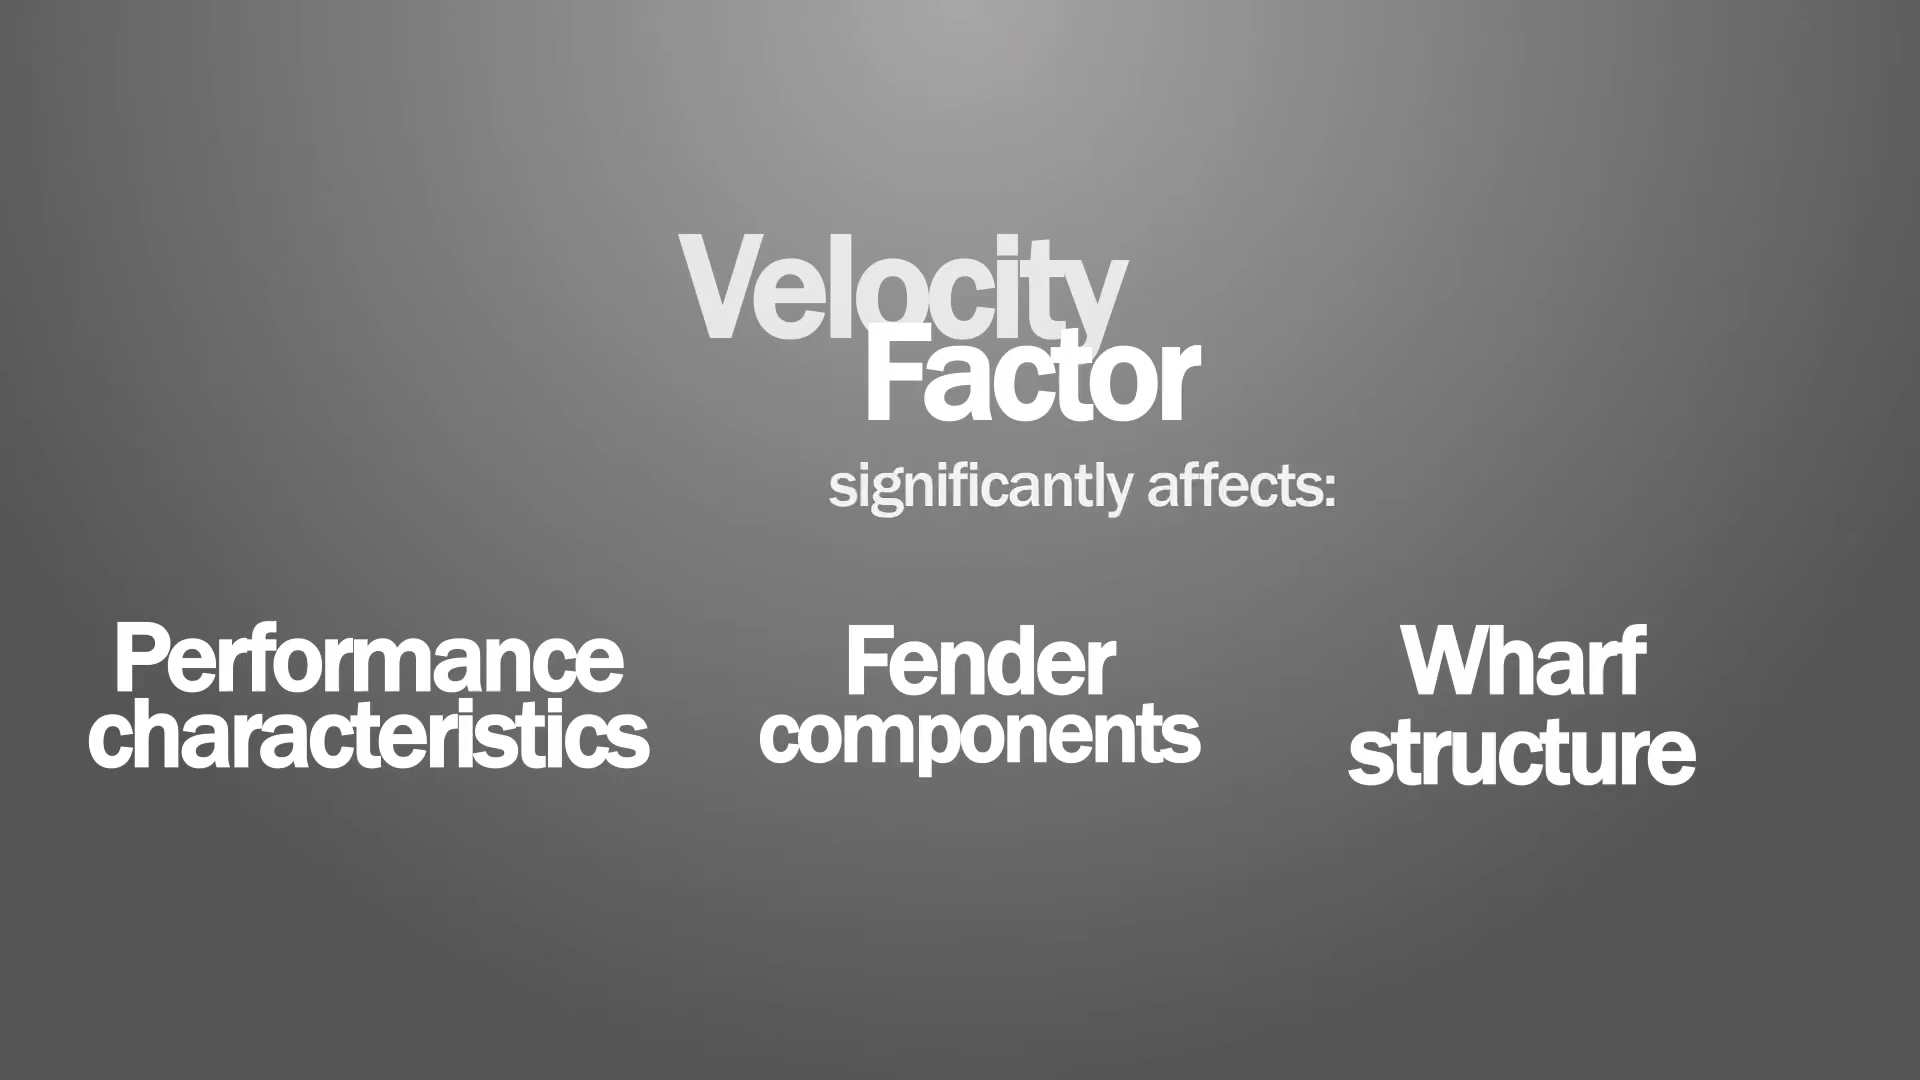 Velocity
Factor
significantly affects:
Performance
characteristics
Fender
components
Wharf
structure